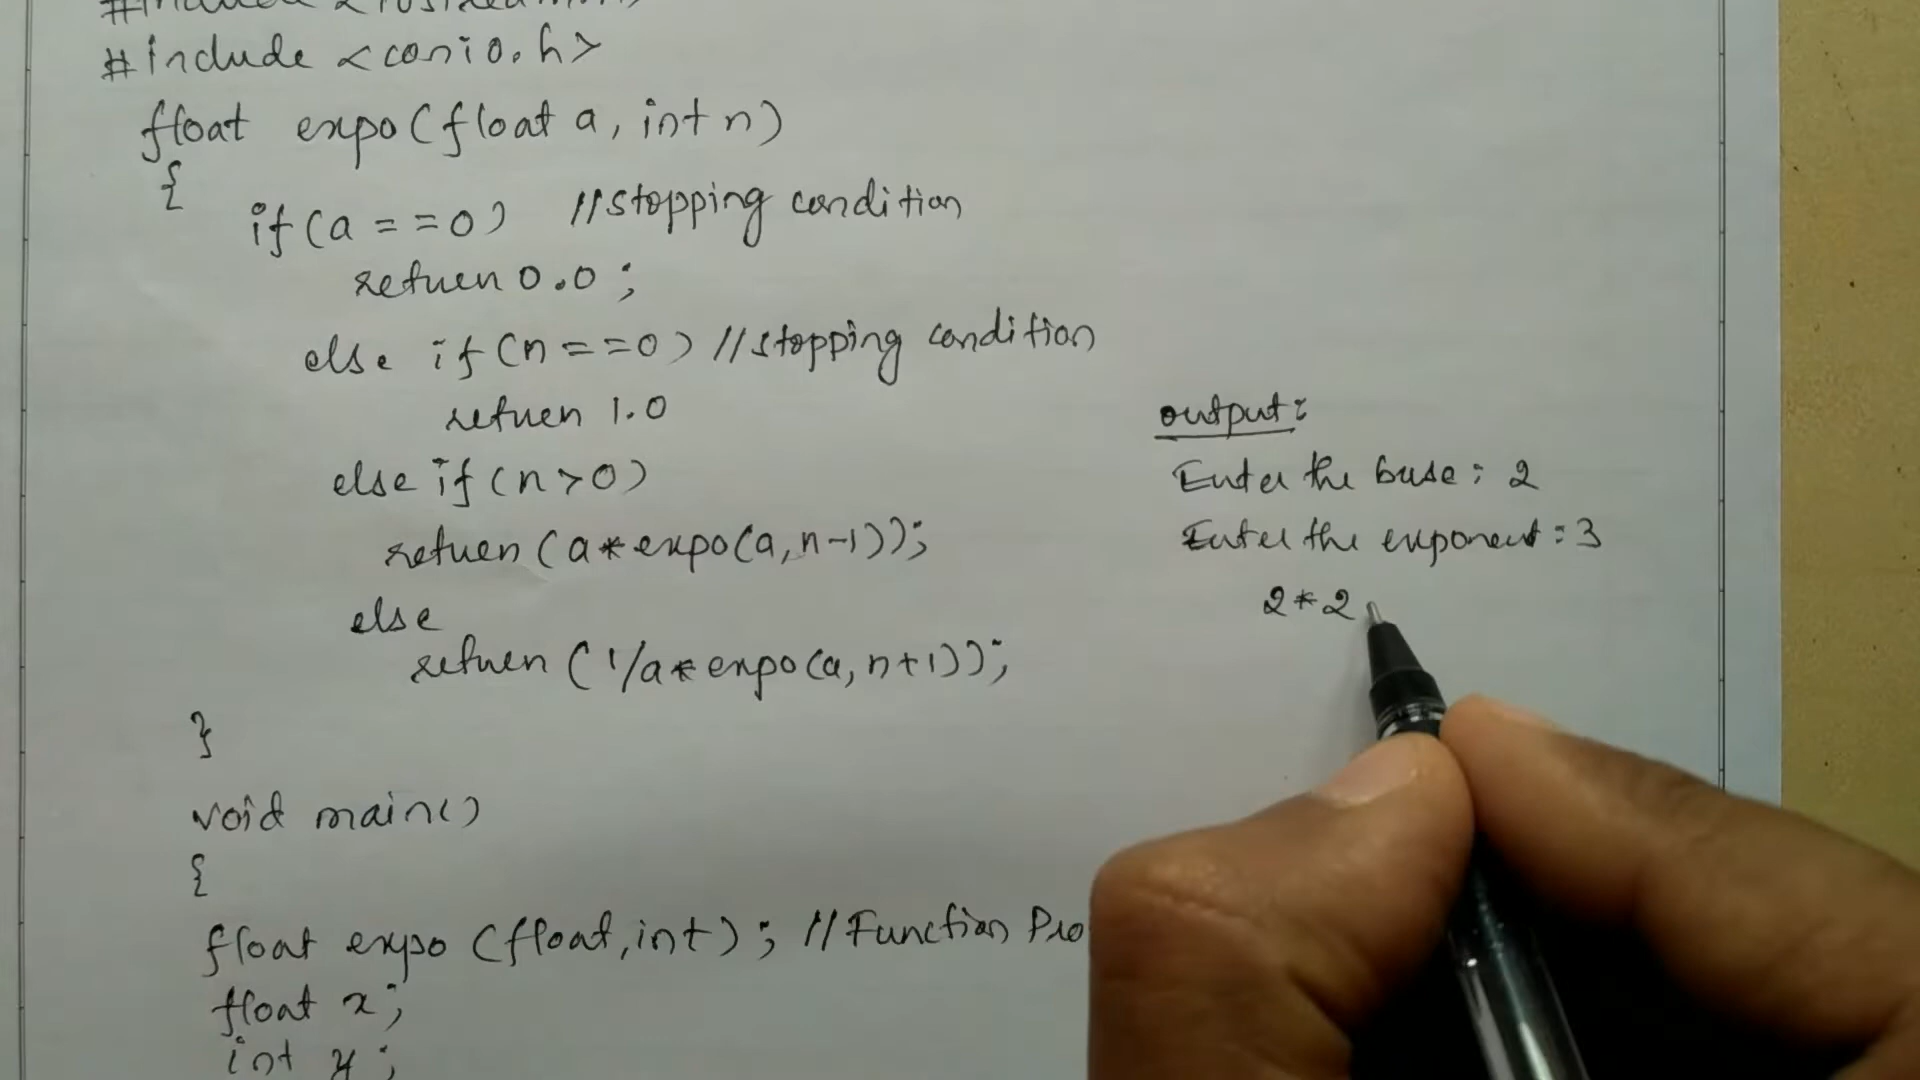 #include <iostream.h>
#include <conio.h>
float expo(float a, int n)
{
if(a==0) //stopping condition
return 0.0;
else if(n==0) //stopping condition
return 1.0
else if(n>0)
return(a*expo(a,n-1));
else
return(1/a*expo(a,n+1));
}
void main()
{
float expo(float,int); //Function Pro
float x;
int y;
output:
Enter the base: 2
Enter the exponent: 3
2*2